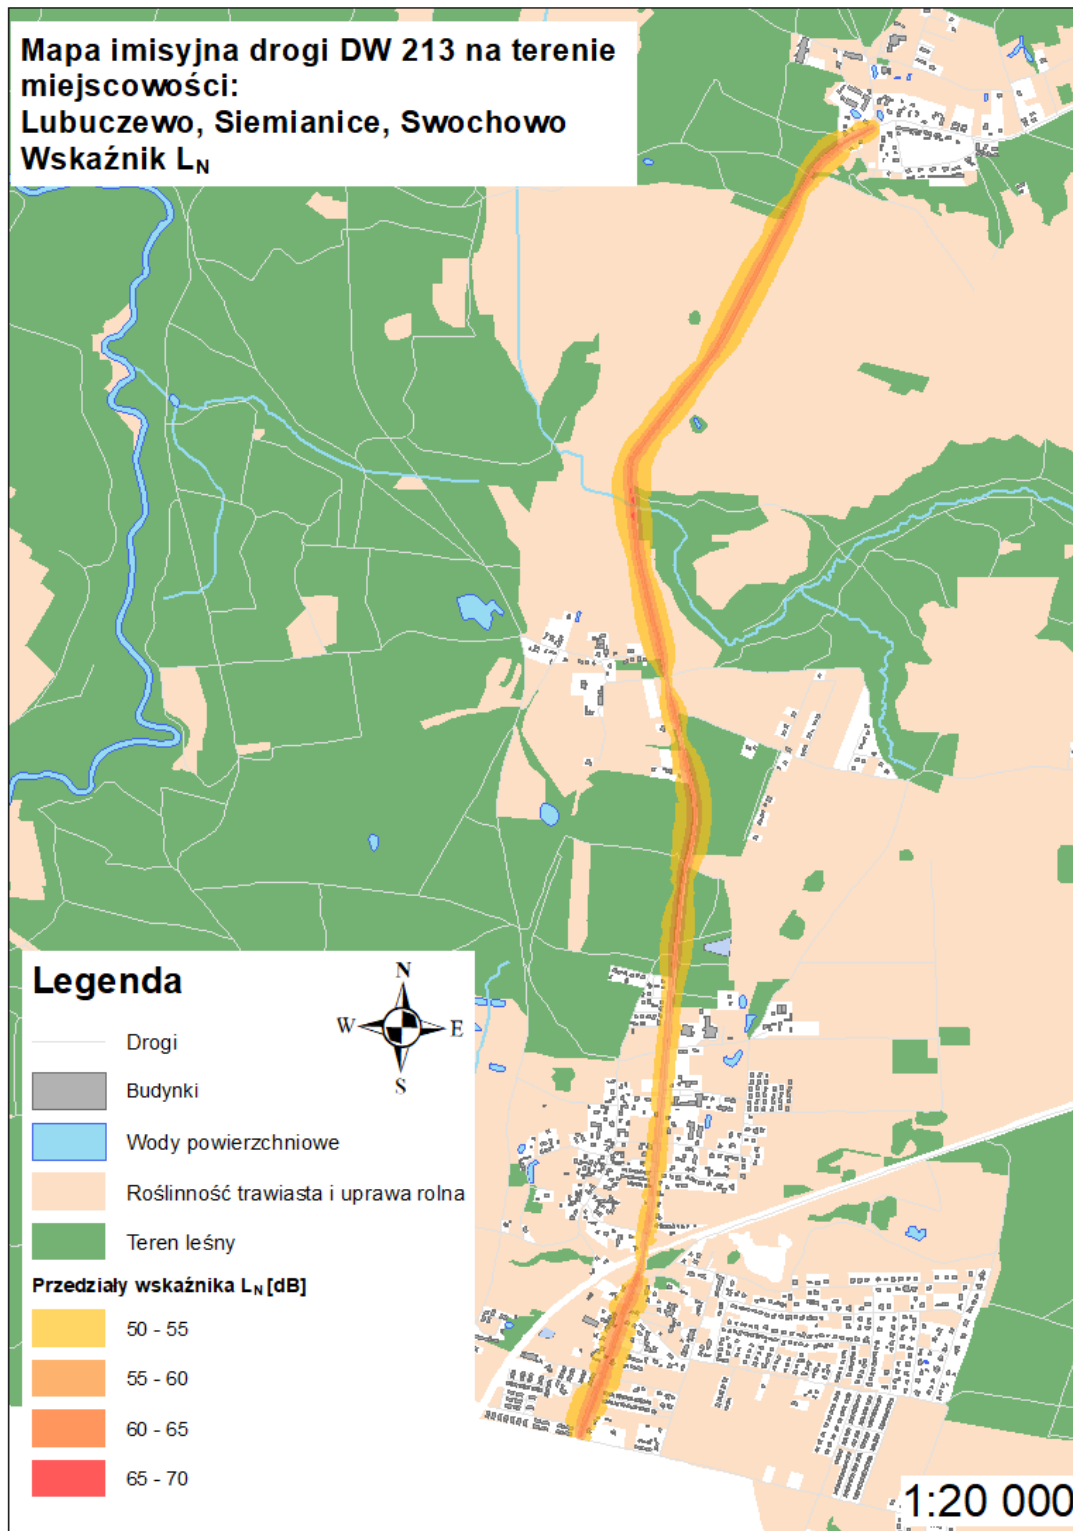 Mapa imisyjna drogi DW 213 na terenie
miejscowości:
Lubuczewo, Siemianice, Swochowo
Wskaźnik LN
Legenda
N
W
E
S
Drogi
Budynki
Wody powierzchniowe
Roślinność trawiasta i uprawa rolna
Teren leśny
Przedziały wskaźnika LN [dB]
50 - 55
55 - 60
60 - 65
65 - 70
1:20 000